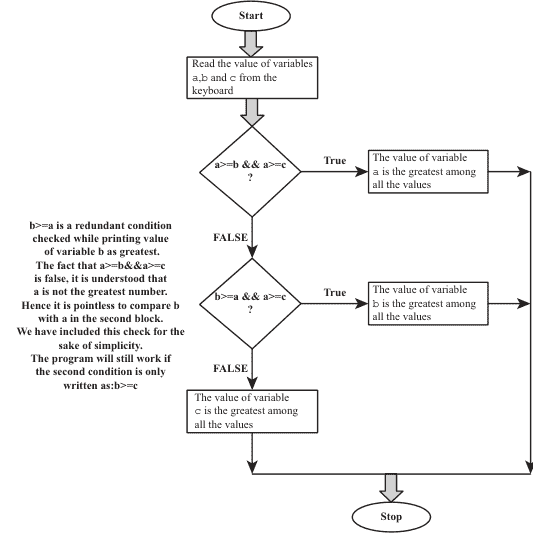 Start
Read the value of variables
a,b and c from the
keyboard
a>=b && a>=c
?
True
The value of variable
a is the greatest among
all the values
FALSE
b>=a is a redundant condition
checked while printing value
of variable b as greatest.
The fact that a>=b&&a>=c
is false, it is understood that
a is not the greatest number.
Hence it is pointless to compare b
with a in the second block.
We have included this check for the
sake of simplicity.
The program will still work if
the second condition is only
written as:b>=c
b>=a && a>=c
?
True
The value of variable
b is the greatest among
all the values
FALSE
The value of variable
c is the greatest among
all the values
Stop